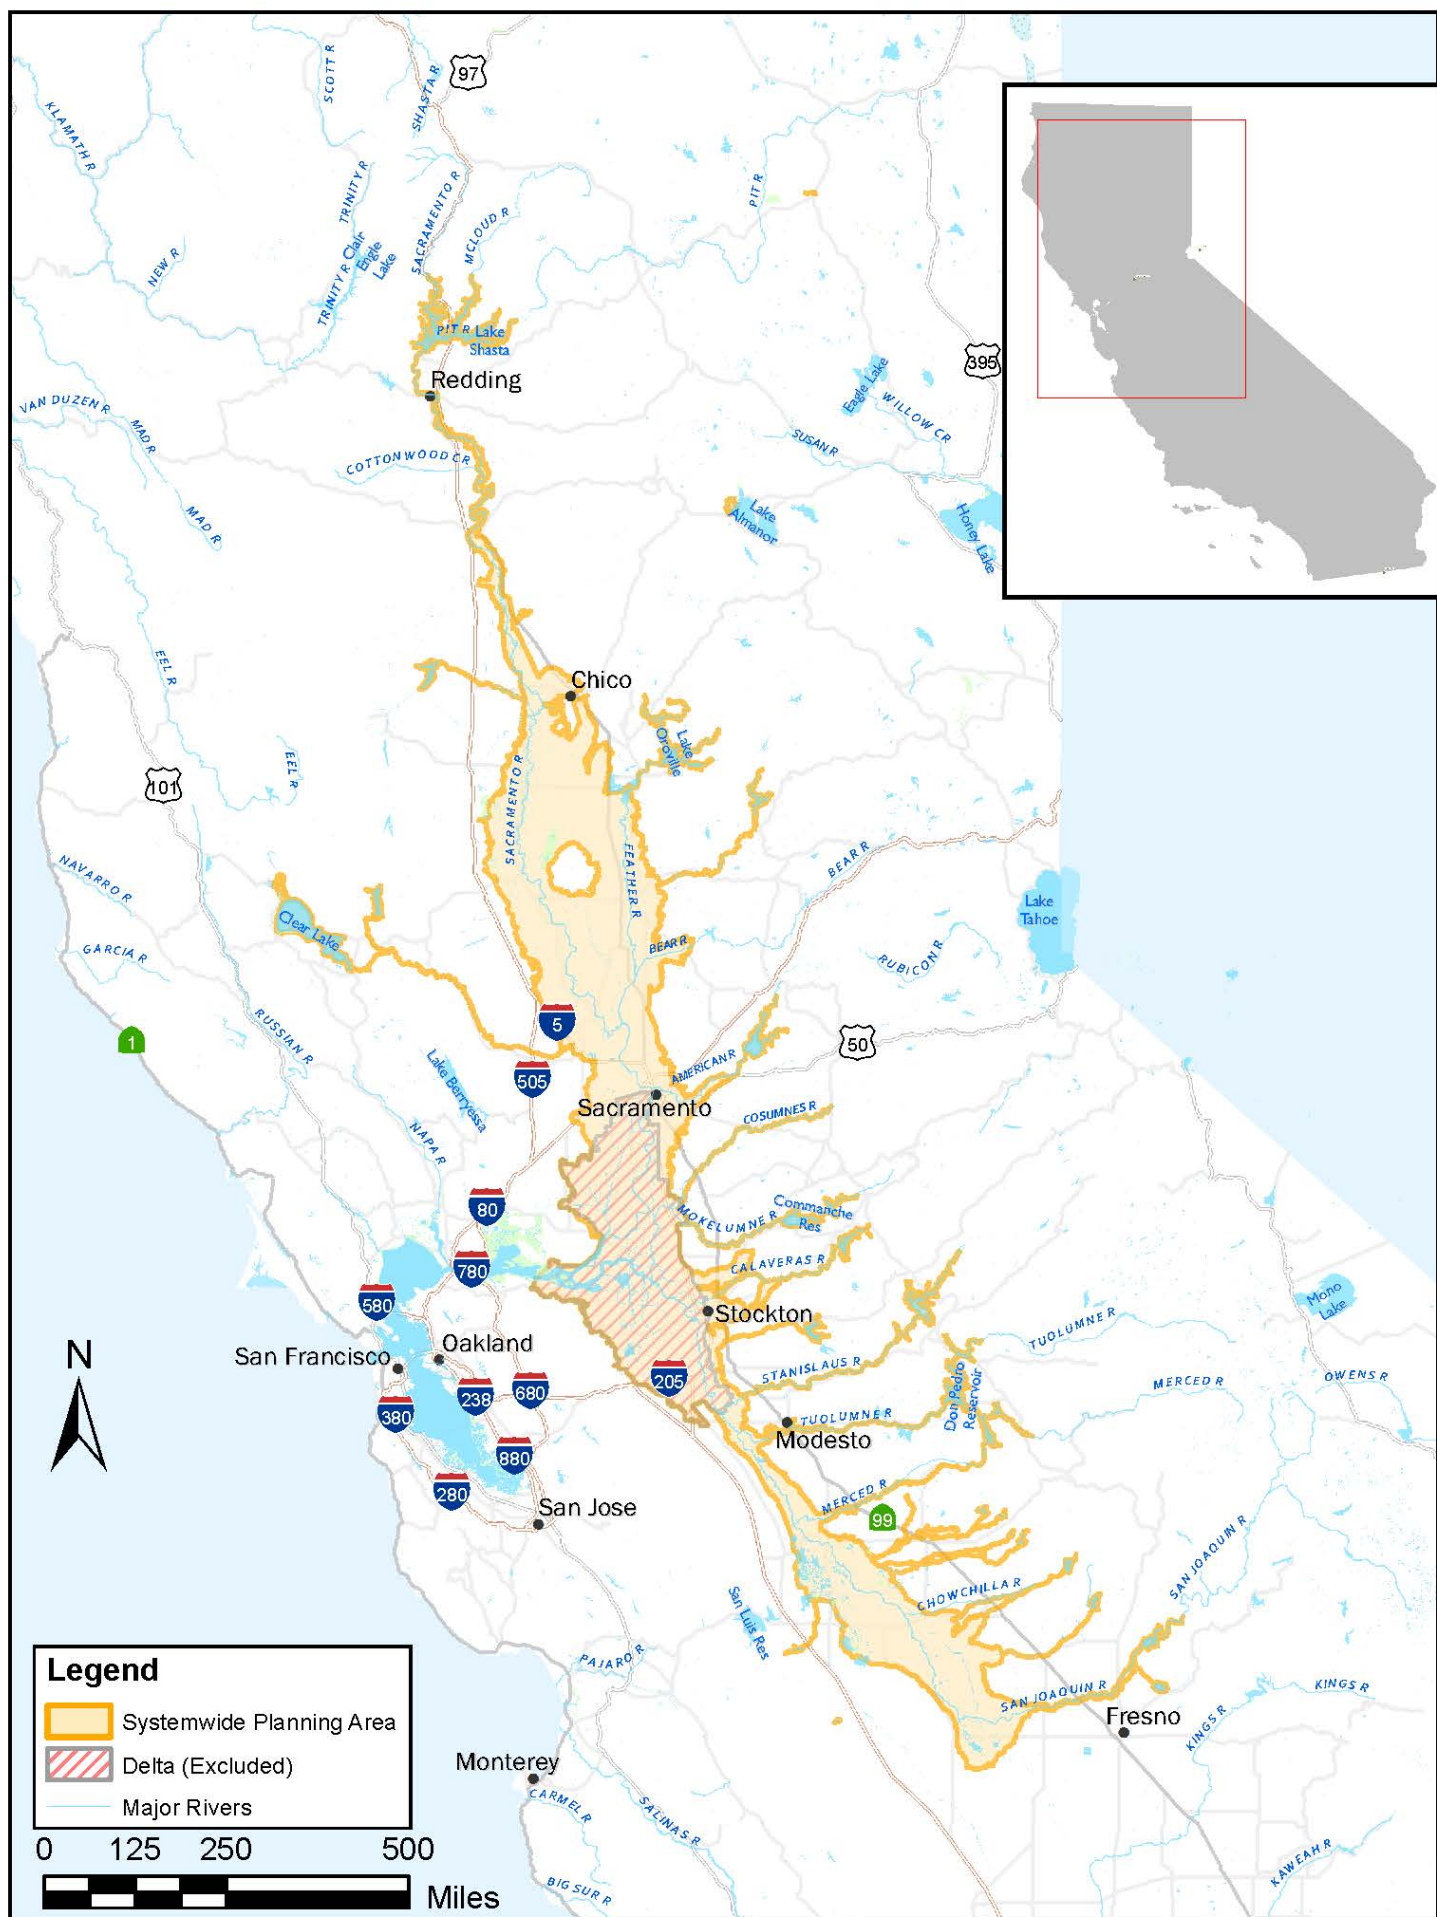 97
SCOTT R
SHASTA R
KLAMATH R
TRINITY R
SACRAMENTO R
MCLOUD R
PIT R
NEW R
TRINITY R
Clair
Engle
Lake
PIT R
Lake
Shasta
395
Redding
Eagle Lake
WILLOW CR
VAN DUZEN R
MAD R
COTTONWOOD CR
SUSAN R
MAD R
Lake
Almanor
Honey Lake
EEL R
Chico
Lake
Oroville
EEL R
101
SACRAMENTO R
FEATHER R
BEAR R
NAVARRO R
Clear Lake
Lake
Tahoe
GARCIA R
BEAR R
RUBICON R
RUSSIAN R
5
1
50
505
AMERICAN R
Lake Berryessa
Sacramento
COSUMNES R
NAPA R
80
MOKELUMNE R
Commanche
Res
780
CALAVERAS R
580
Stockton
Mono
Lake
N
Oakland
San Francisco
TUOLUMNE R
STANISLAUS R
205
238
680
Don Pedro
Reservoir
MERCED R
OWENS R
380
TUOLUMNE R
Modesto
880
280
MERCED R
99
San Jose
SAN JOAQUIN R
CHOWCHILLA R
San Luis Res
PAJARO R
SAN JOAQUIN R
KINGS R
KINGS R
Fresno
Monterey
CARMEL R
SALINAS R
KAWEAH R
BIG SUR R
Legend
Systemwide Planning Area
Delta (Excluded)
Major Rivers
0 125 250 500
Miles